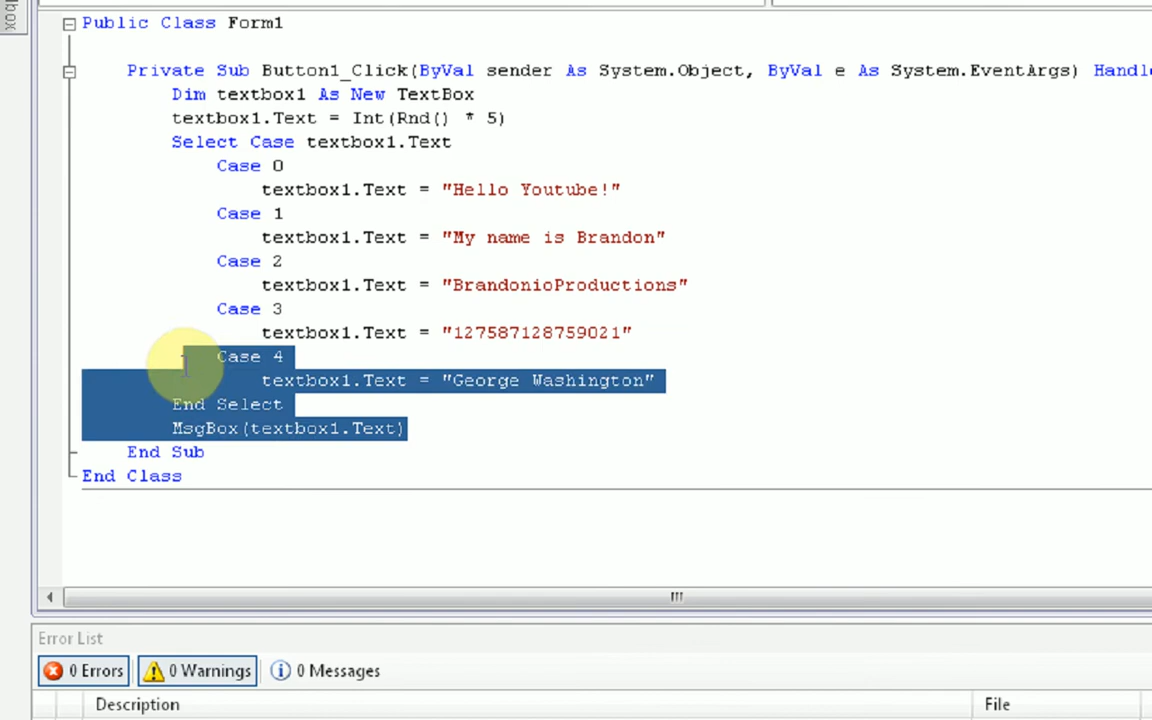 box
Public Class Form1
Private Sub Button1_Click(ByVal sender As System.Object, ByVal e As System.EventArgs) Handle
Dim textbox1 As New TextBox
textbox1.Text = Int(Rnd() * 5)
Select Case textbox1.Text
Case 0
textbox1.Text = "Hello Youtube!"
Case 1
textbox1.Text = "My name is Brandon"
Case 2
textbox1.Text = "BrandonioProductions"
Case 3
textbox1.Text = "127587128759021"
Case 4
textbox1.Text = "George Washington"
End Select
MsgBox(textbox1.Text)
End Sub
End Class
Error List
0 Errors 0 Warnings 0 Messages
Description File